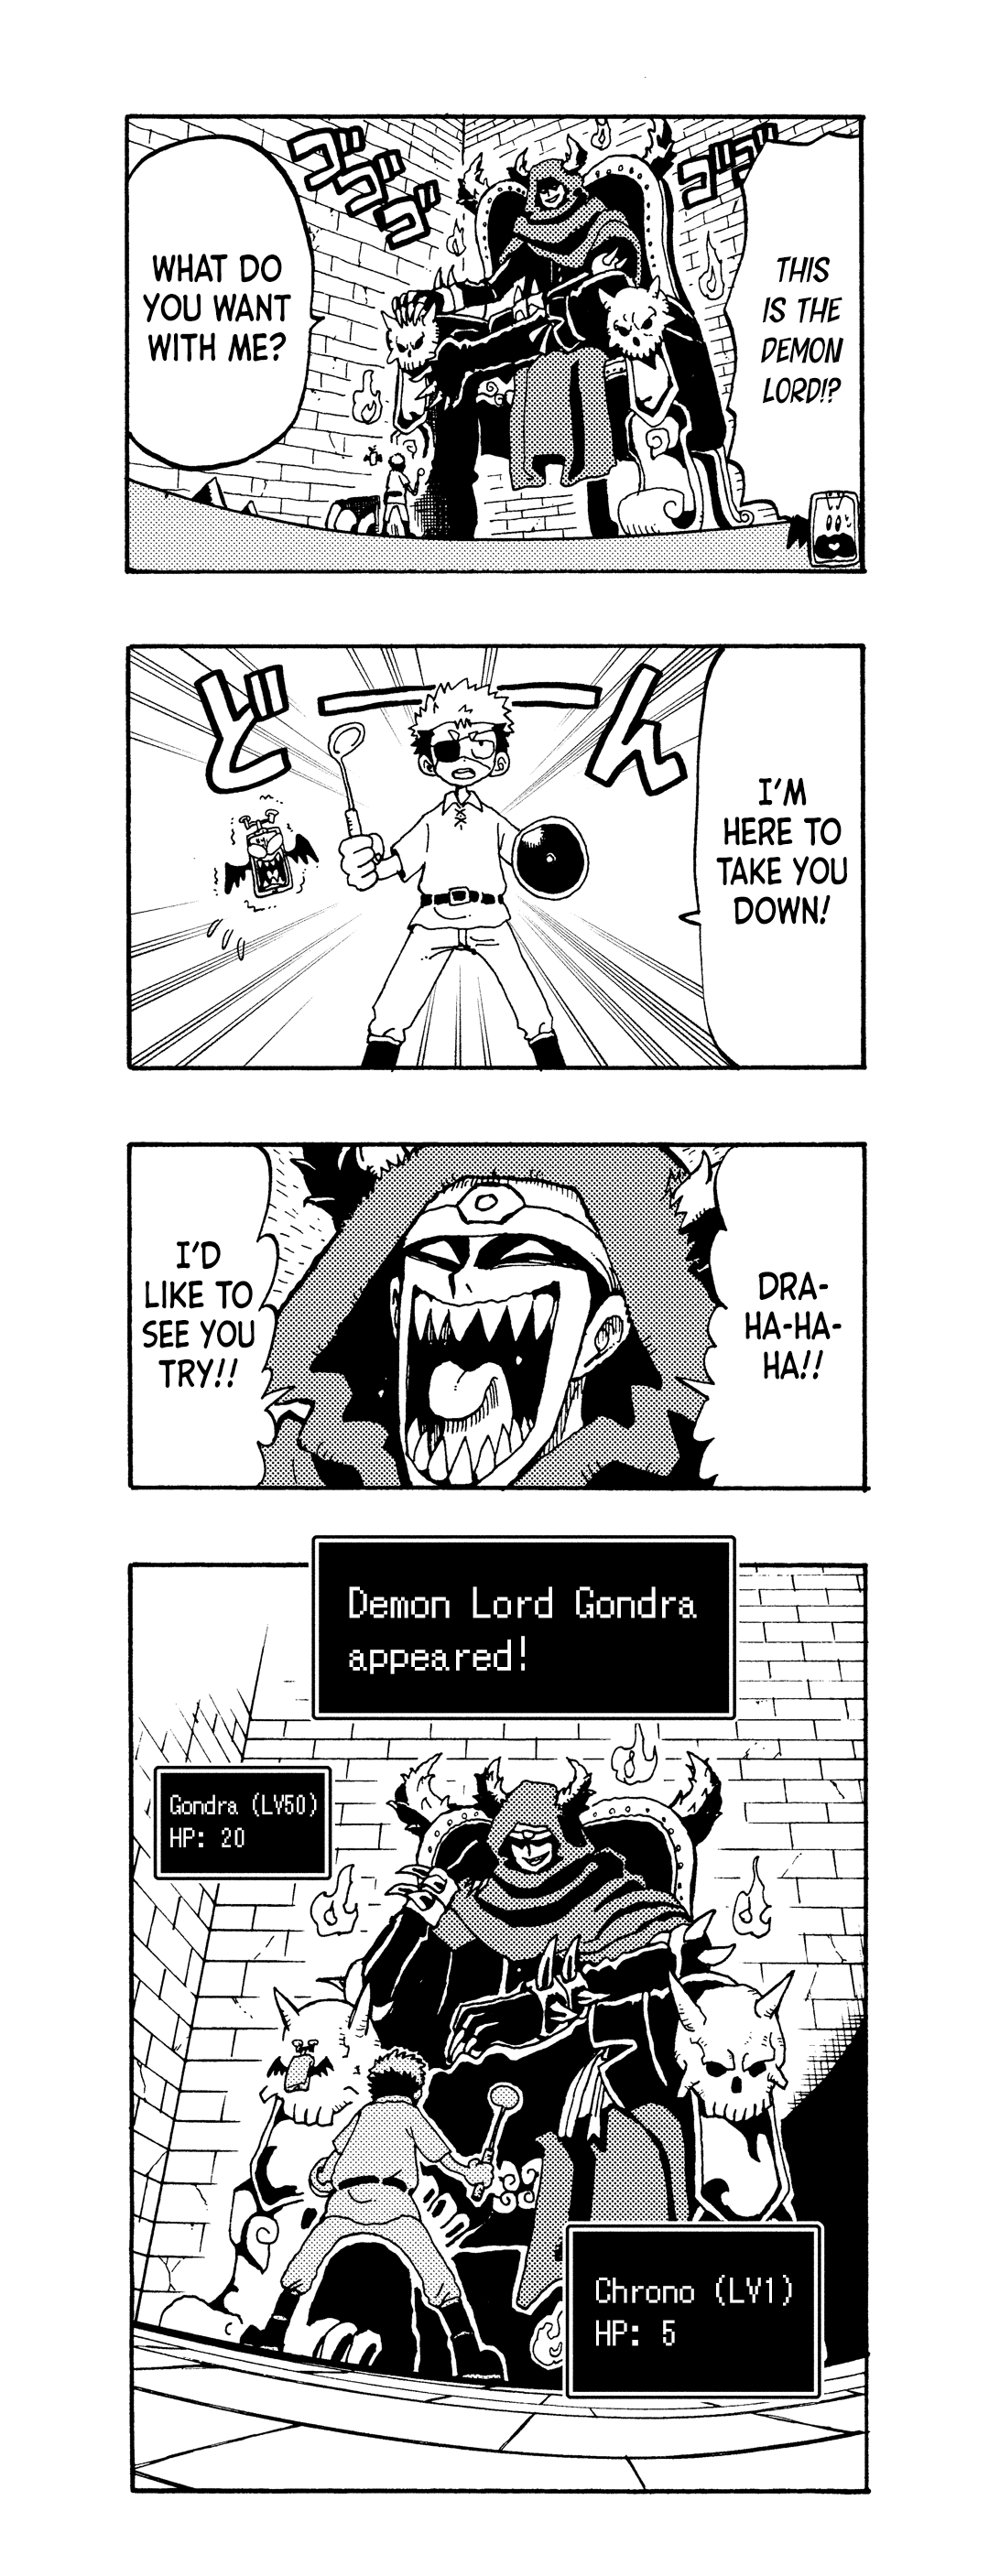 THIS
IS THE
DEMON
LORD!?
ゴゴ
ゴゴゴ
WHAT DO
YOU WANT
WITH ME?
I'M
HERE TO
TAKE YOU
DOWN!
どーん
DRA-
HA-HA-
HA!!
I'D
LIKE TO
SEE YOU
TRY!!
Demon Lord Gondra
appeared!
Gondra (LV50)
HP: 20
Chrono (LV1)
HP: 5